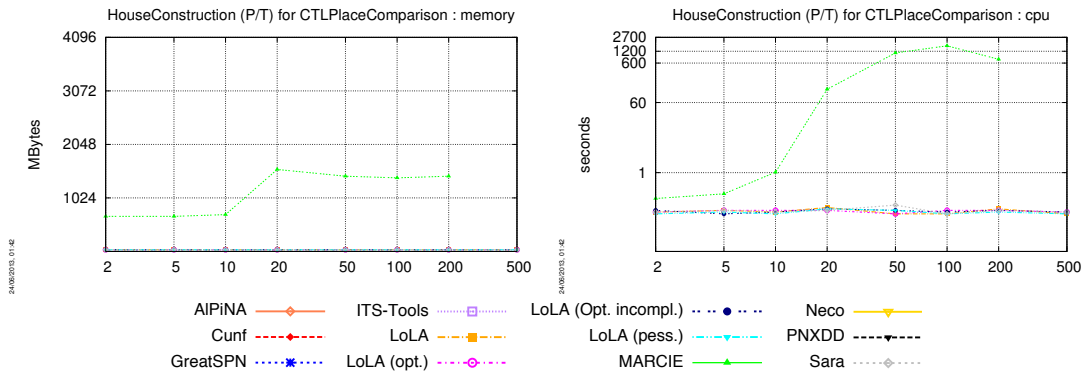 HouseConstruction (P/T) for CTLPlaceComparison : memory
4096
3072
2048
1024
MBytes
2 5 10 20 50 100 200 500
24/06/2013, 01:42
HouseConstruction (P/T) for CTLPlaceComparison : cpu
2700
1200
600
60
1
seconds
2 5 10 20 50 100 200 500
24/06/2013, 01:42
AlPiNA
Cunf
GreatSPN
ITS-Tools
LoLA
LoLA (opt.)
LoLA (Opt. incompl.)
LoLA (pess.)
MARCIE
Neco
PNXDD
Sara